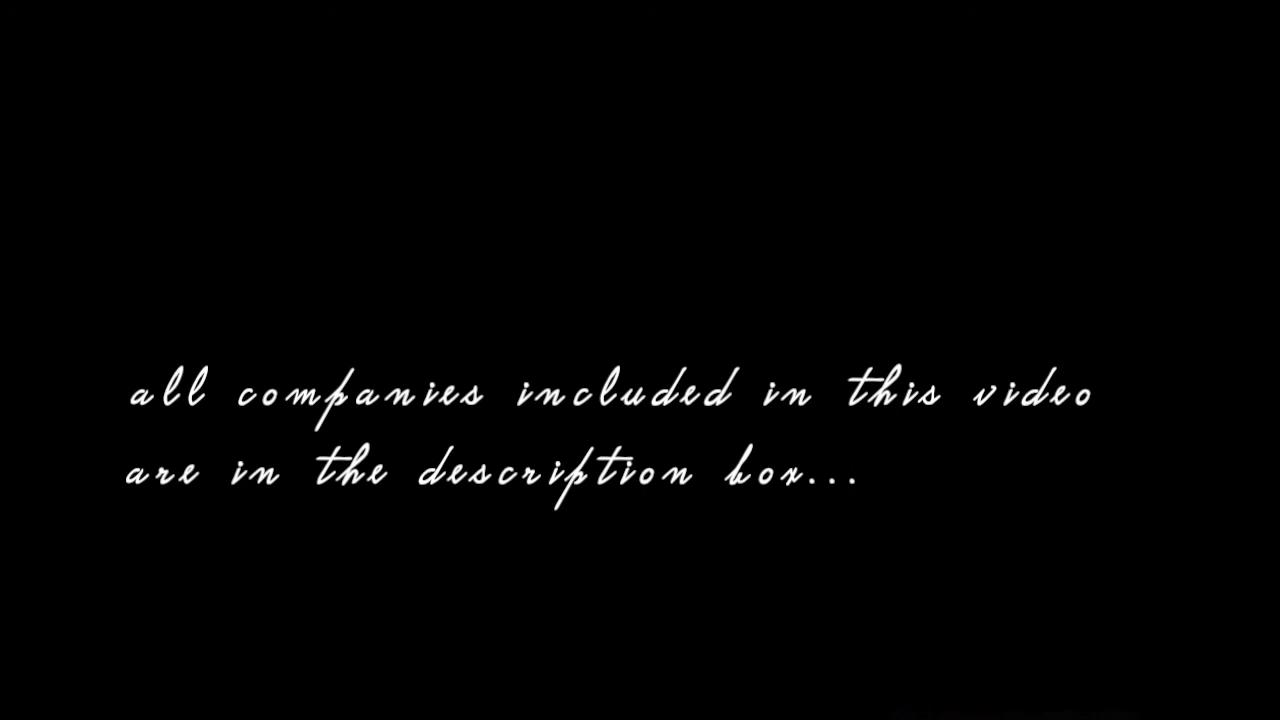 all companies included in this video
are in the description box...